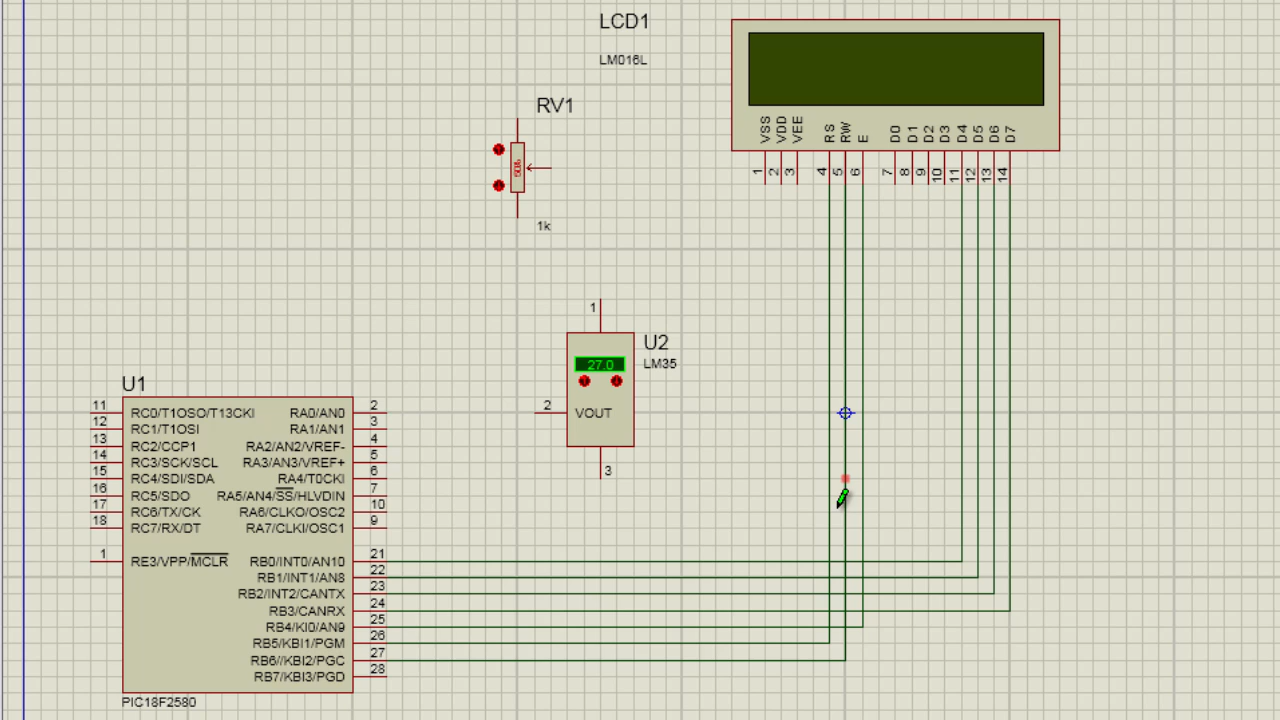 LCD1
LM016L
VSS
VDD
VEE
RS
RW
E
D0
D1
D2
D3
D4
D5
D6
D7
1
2
3
4
5
6
7
8
9
10
11
12
13
14
RV1
1k
1
U2
LM35
27.0
2
VOUT
3
U1
11 RC0/T1OSO/T13CKI RA0/AN0 2
12 RC1/T1OSI RA1/AN1 3
13 RC2/CCP1 RA2/AN2/VREF- 4
14 RC3/SCK/SCL RA3/AN3/VREF+ 5
15 RC4/SDI/SDA RA4/T0CKI 6
16 RC5/SDO RA5/AN4/SS/HLVDIN 7
17 RC6/TX/CK RA6/CLKO/OSC2 10
18 RC7/RX/DT RA7/CLKI/OSC1 9
1 RE3/VPP/MCLR RB0/INT0/AN10 21
RB1/INT1/AN8 22
RB2/INT2/CANTX 23
RB3/CANRX 24
RB4/KI0/AN9 25
RB5/KBI1/PGM 26
RB6//KBI2/PGC 27
RB7/KBI3/PGD 28
PIC18F2580